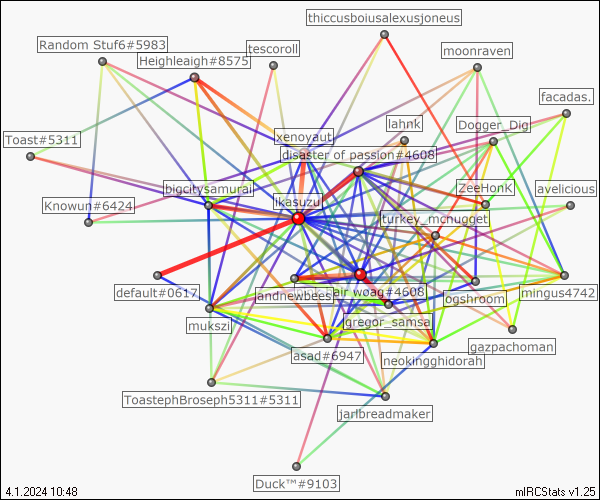 thiccusboiusalexusjoneus
Random Stuf6#5983
tescoroll
moonraven
Heighleaigh#8575
facadas.
lahnk
Dogger_Dig
Toast#5311
xenoyaut
disaster of passion#4608
bigcitysamurai
ZeeHonK
avelicious
Knowun#6424
likasuzu
turkey_mcnugget
default#0617
andnewbees
air woag#4608
ogshroom
mingus4742
mukszi
gregor_samsa
asad#6947
neokingghidorah
gazpachoman
ToastephBroseph5311#5311
jarlbreadmaker
Duck™#9103
4.1.2024 10:48
mIRCStats v1.25